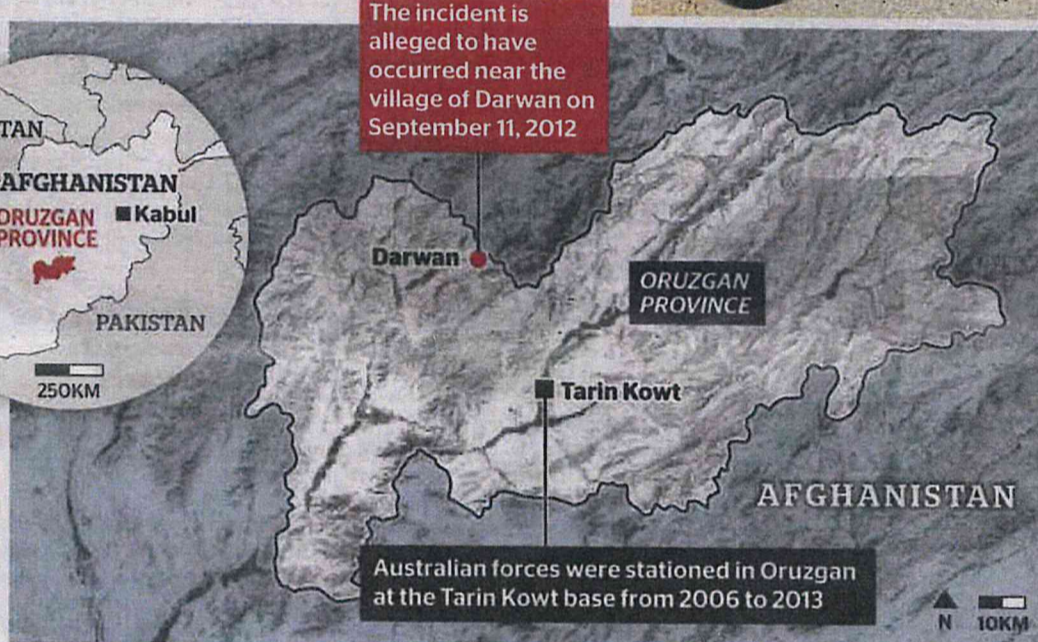 The incident is
alleged to have
occurred near the
village of Darwan on
September 11, 2012
TAN
AFGHANISTAN
ORUZGAN
PROVINCE
Kabul
PAKISTAN
250KM
Darwan
ORUZGAN
PROVINCE
Tarin Kowt
AFGHANISTAN
Australian forces were stationed in Oruzgan
at the Tarin Kowt base from 2006 to 2013
N
10KM